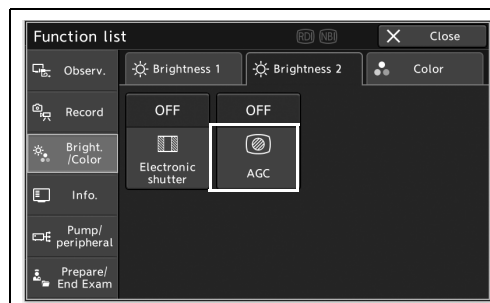 Function list
RDI NBI
Close
Observ.
Record
Bright.
/Color
Info.
Pump/
peripheral
Prepare/
End Exam
Brightness 1
Brightness 2
Color
OFF
Electronic
shutter
OFF
AGC